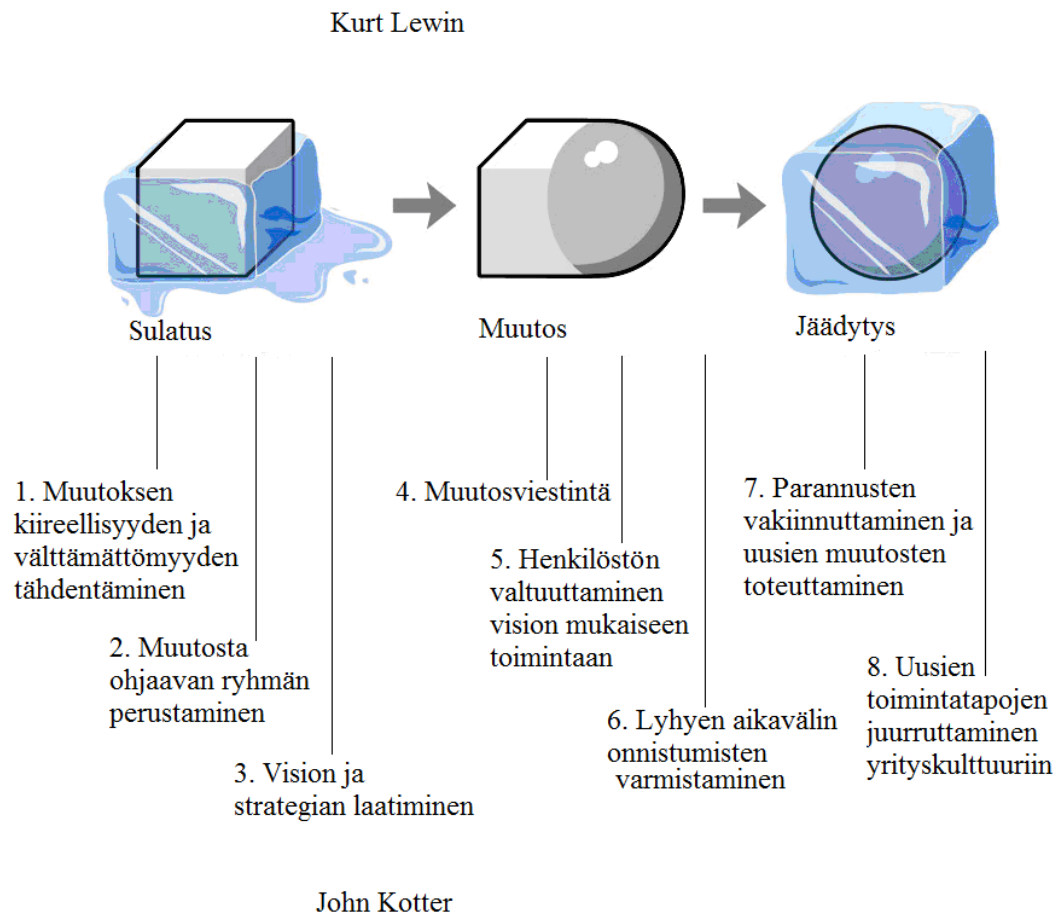 Kurt Lewin
Sulatus
Muutos
Jäädytys
1. Muutoksen
kiireellisyyden ja
välttämättömyyden
tähdentäminen
2. Muutosta
ohjaavan ryhmän
perustaminen
3. Vision ja
strategian laatiminen
4. Muutosviestintä
5. Henkilöstön
valtuuttaminen
vision mukaiseen
toimintaan
6. Lyhyen aikavälin
onnistumisten
varmistaminen
7. Parannusten
vakiinnuttaminen ja
uusien muutosten
toteuttaminen
8. Uusien
toimintatapojen
juurruttaminen
yrityskulttuuriin
John Kotter